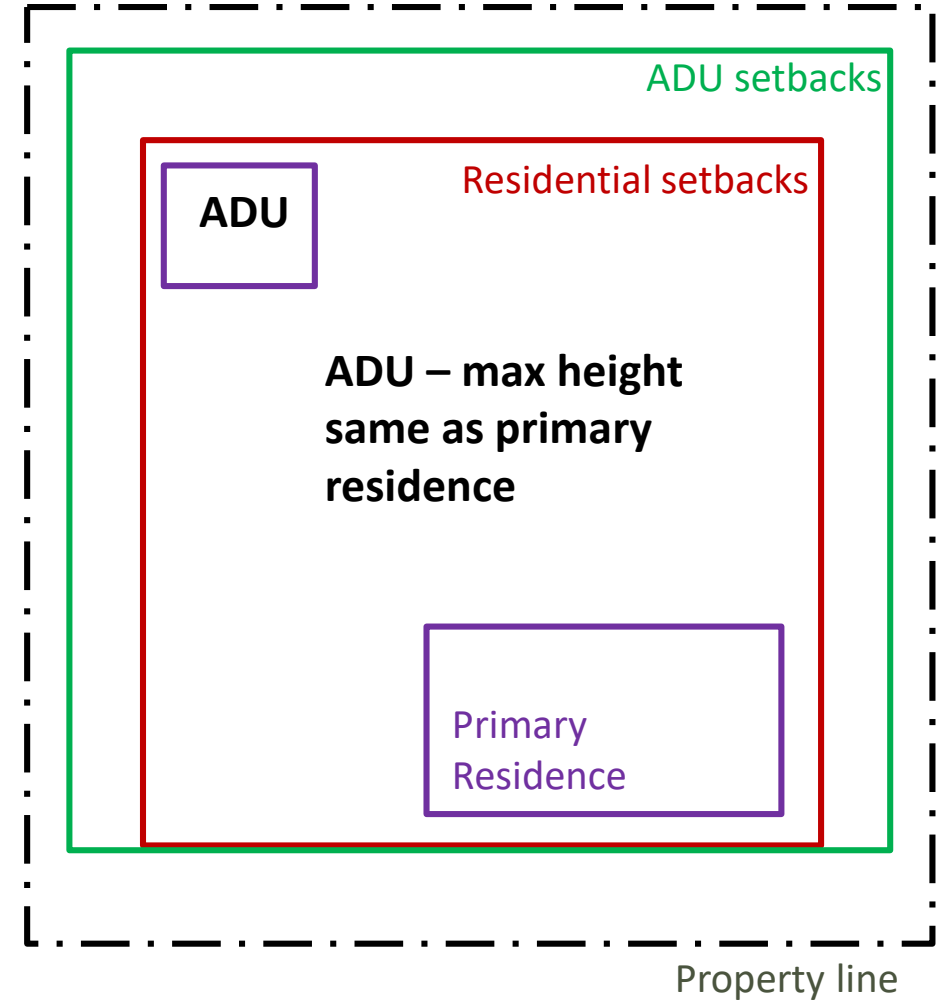 ADU setbacks
Residential setbacks
ADU
ADU – max height
same as primary
residence
Primary
Residence
Property line